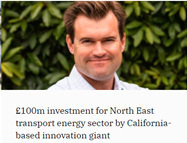 £100m investment for North East
transport energy sector by California-
based innovation giant